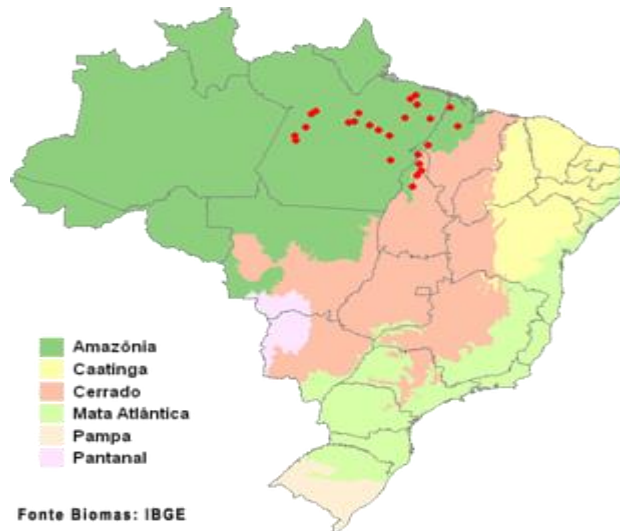 Amazônia
Caatinga
Cerrado
Mata Atlântica
Pampa
Pantanal
Fonte Biomas: IBGE